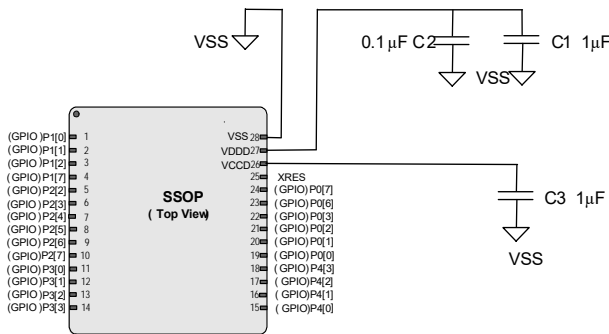 VSS
0.1 μF C2
C1 1μF
VSS
(GPIO)P1[0] 1
(GPIO)P1[1] 2
(GPIO)P1[2] 3
(GPIO)P1[7] 4
(GPIO)P2[2] 5
(GPIO)P2[3] 6
(GPIO)P2[4] 7
(GPIO)P2[5] 8
(GPIO)P2[6] 9
(GPIO)P2[7] 10
(GPIO)P3[0] 11
(GPIO)P3[1] 12
(GPIO)P3[2] 13
(GPIO)P3[3] 14
SSOP
( Top View)
VSS 28
VDDD 27
VCCD 26
25 XRES
24 (GPIO) P0[7]
23 (GPIO) P0[6]
22 (GPIO) P0[3]
21 (GPIO) P0[2]
20 (GPIO) P0[1]
19 (GPIO) P0[0]
18 (GPIO) P4[3]
17 (GPIO)P4[2]
16 (GPIO)P4[1]
15 (GPIO)P4[0]
C3 1μF
VSS